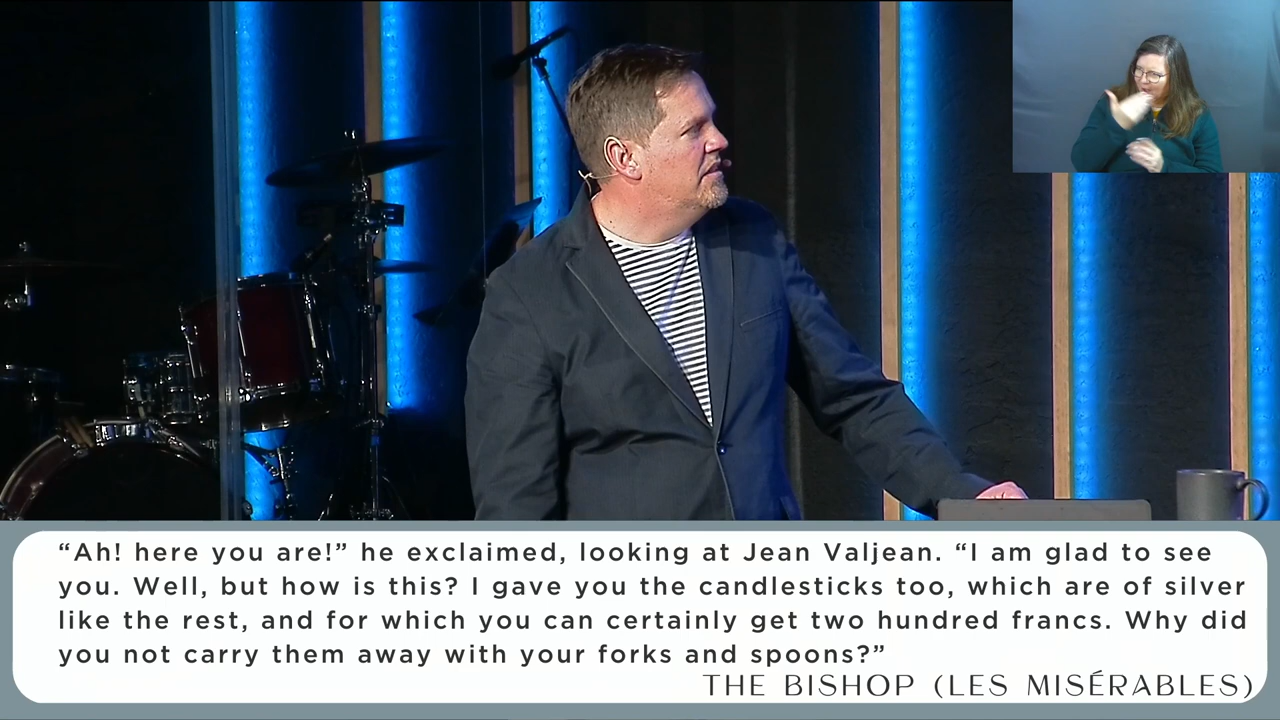 “Ah! here you are!” he exclaimed, looking at Jean Valjean. “I am glad to see
you. Well, but how is this? I gave you the candlesticks too, which are of silver
like the rest, and for which you can certainly get two hundred francs. Why did
you not carry them away with your forks and spoons?”
THE BISHOP (LES MISÉRABLES)